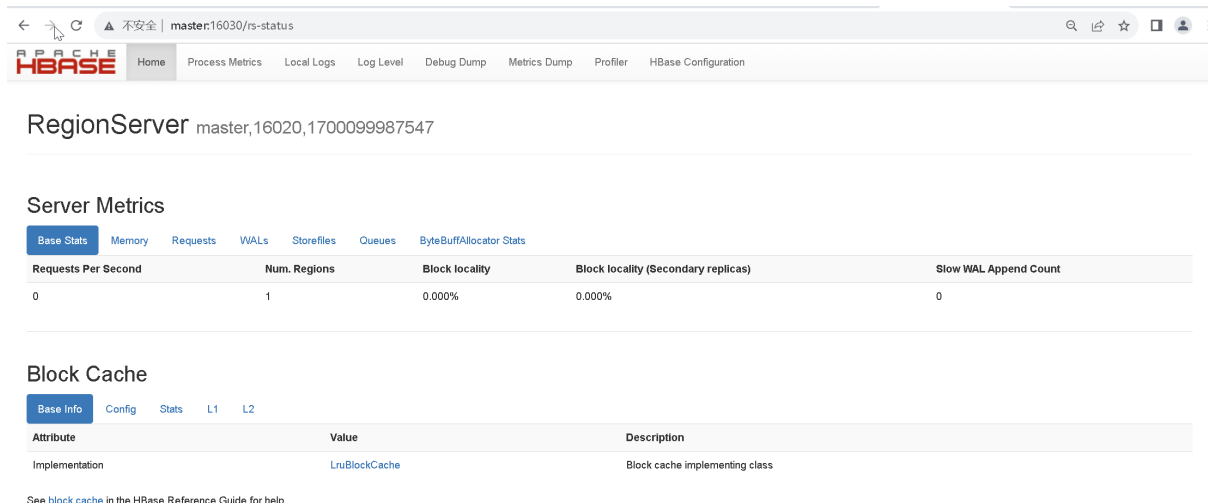 不安全 | master:16030/rs-status
APACHE
HBASE
Home Process Metrics Local Logs Log Level Debug Dump Metrics Dump Profiler HBase Configuration
RegionServer master,16020,1700099987547
Server Metrics
Base Stats Memory Requests WALs Storefiles Queues ByteBuffAllocator Stats
Requests Per Second Num. Regions Block locality Block locality (Secondary replicas) Slow WAL Append Count
0 1 0.000% 0.000% 0
Block Cache
Base Info Config Stats L1 L2
Attribute Value Description
Implementation LruBlockCache Block cache implementing class
See block cache in the HBase Reference Guide for help.